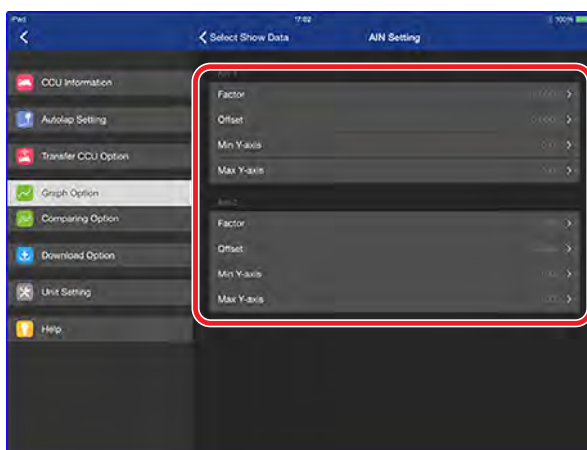 iPad 17:02 100%
Select Show Data AIN Setting
CCU Information
Autolap Setting
Transfer CCU Option
Graph Option
Comparing Option
Download Option
Unit Setting
Help
Factor
Offset
Min Y-axis
Max Y-axis
Factor
Offset
Min Y-axis
Max Y-axis